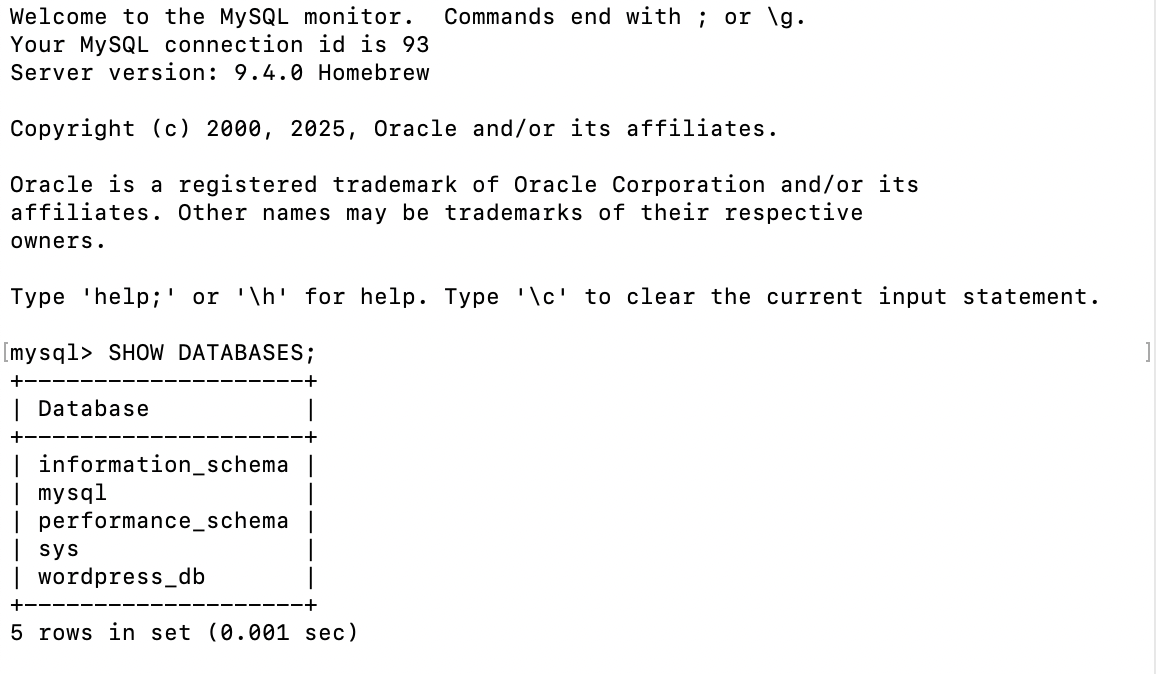 Welcome to the MySQL monitor.  Commands end with ; or \g.
Your MySQL connection id is 93
Server version: 9.4.0 Homebrew

Copyright (c) 2000, 2025, Oracle and/or its affiliates.

Oracle is a registered trademark of Oracle Corporation and/or its
affiliates. Other names may be trademarks of their respective
owners.

Type 'help;' or '\h' for help. Type '\c' to clear the current input statement.

[mysql> SHOW DATABASES; ]
+--------------------+
| Database           |
+--------------------+
| information_schema |
| mysql              |
| performance_schema |
| sys                |
| wordpress_db       |
+--------------------+
5 rows in set (0.001 sec)